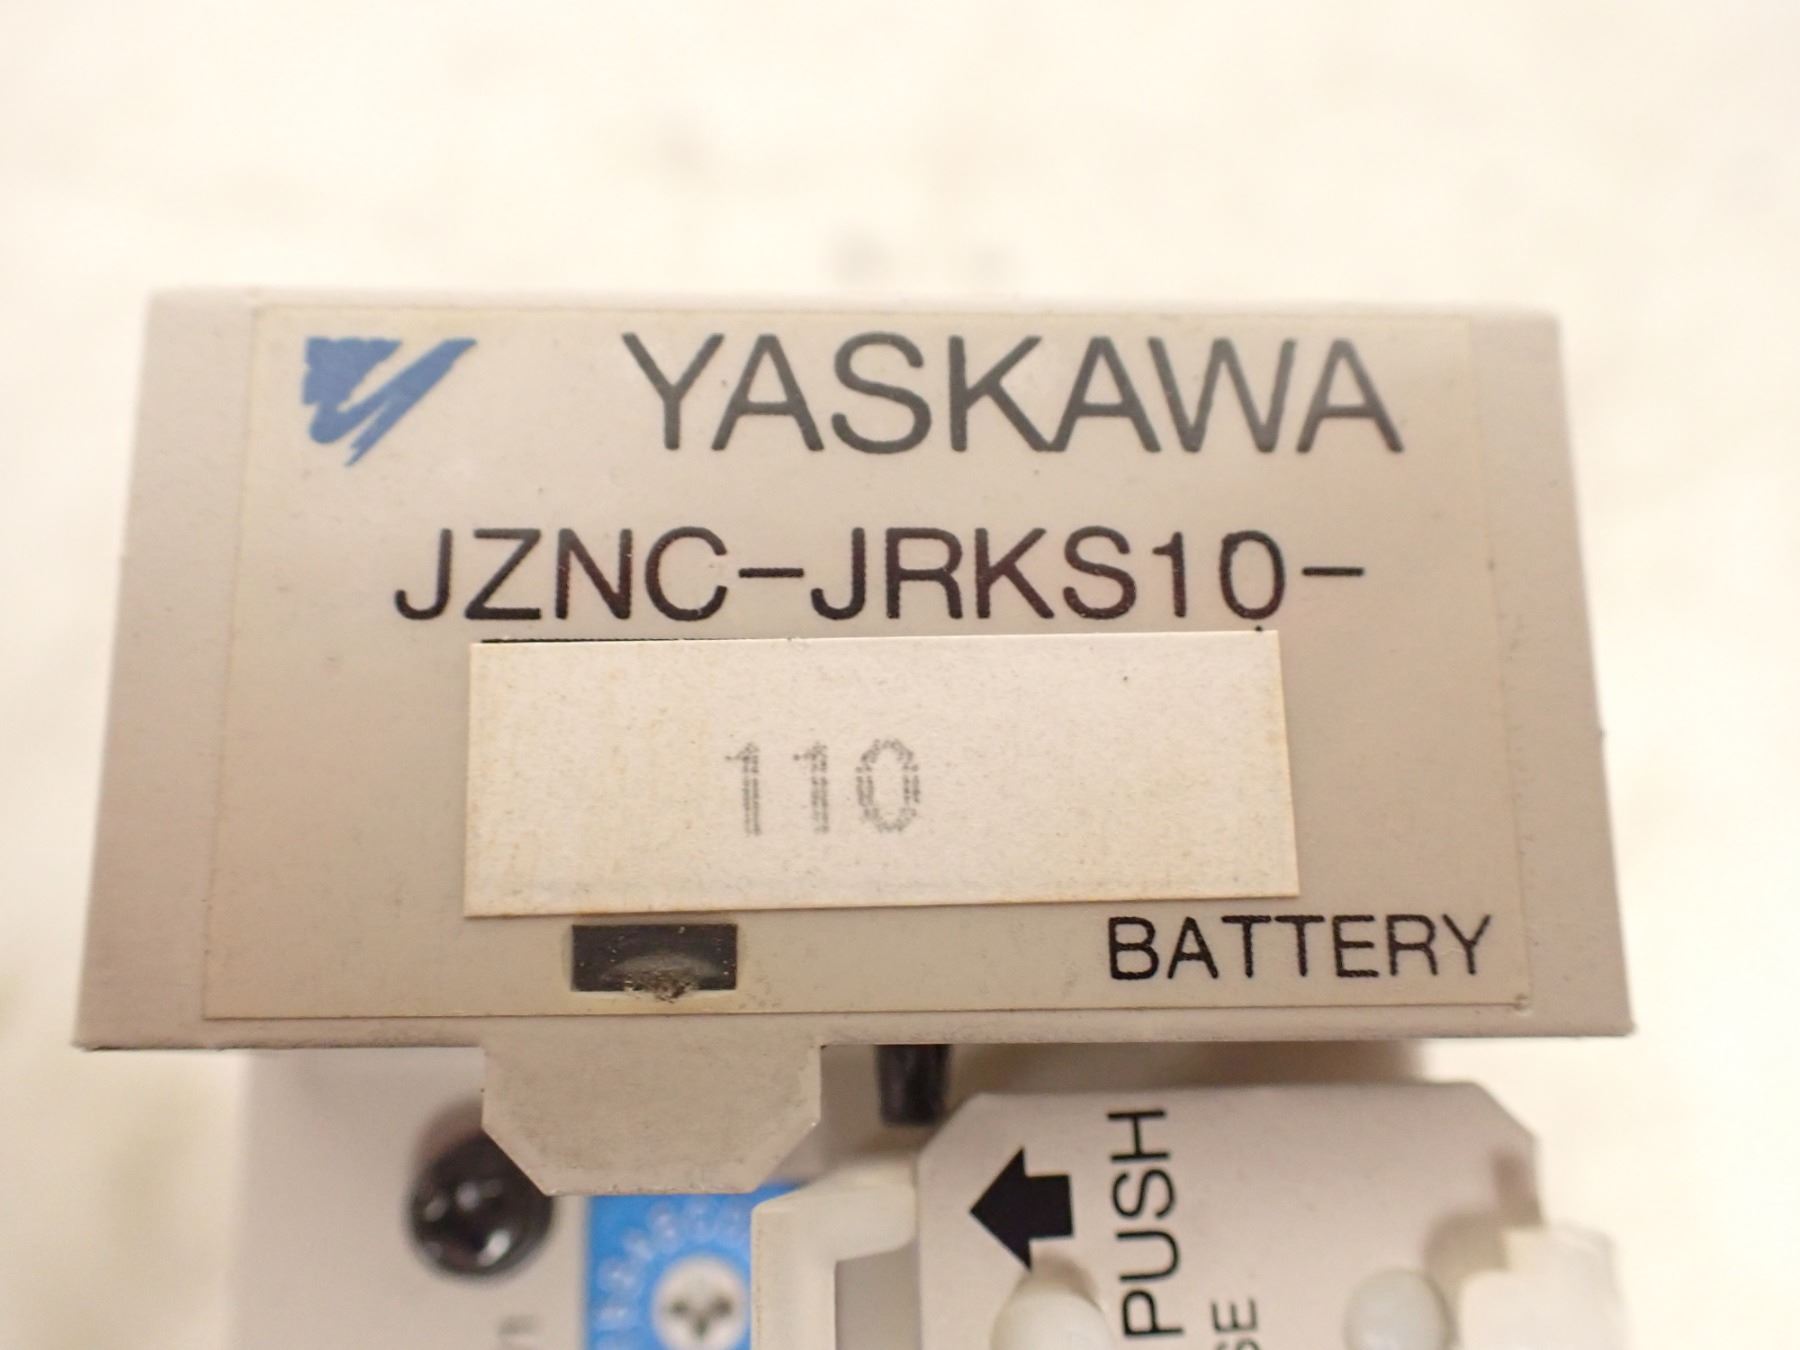 YASKAWA
JZNC-JRKS10-
110
BATTERY
PUSH